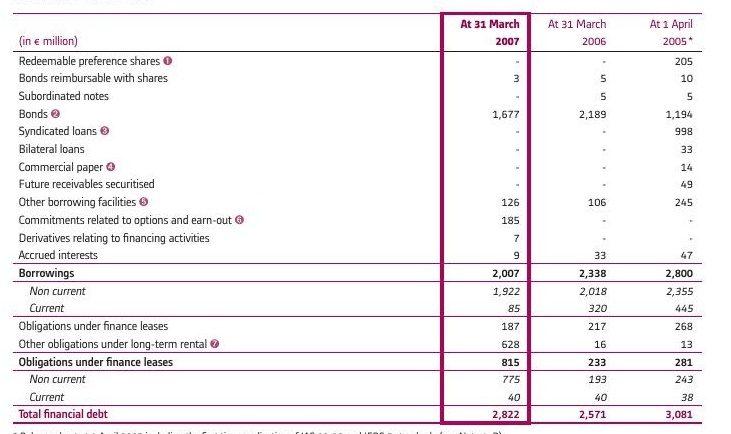 At 31 March At 31 March At 1 April
(in € million) 2007 2006 2005*
Redeemable preference shares ❶ - - 205
Bonds reimbursable with shares 3 5 10
Subordinated notes - 5 5
Bonds ❷ 1,677 2,189 1,194
Syndicated loans ❸ - - 998
Bilateral loans - - 33
Commercial paper ❹ - - 14
Future receivables securitised - - 49
Other borrowing facilities ❺ 126 106 245
Commitments related to options and earn-out ❻ 185 - -
Derivatives relating to financing activities 7 - -
Accrued interests 9 33 47
Borrowings 2,007 2,338 2,800
Non current 1,922 2,018 2,355
Current 85 320 445
Obligations under finance leases 187 217 268
Other obligations under long-term rental ❼ 628 16 13
Obligations under finance leases 815 233 281
Non current 775 193 243
Current 40 40 38
Total financial debt 2,822 2,571 3,081